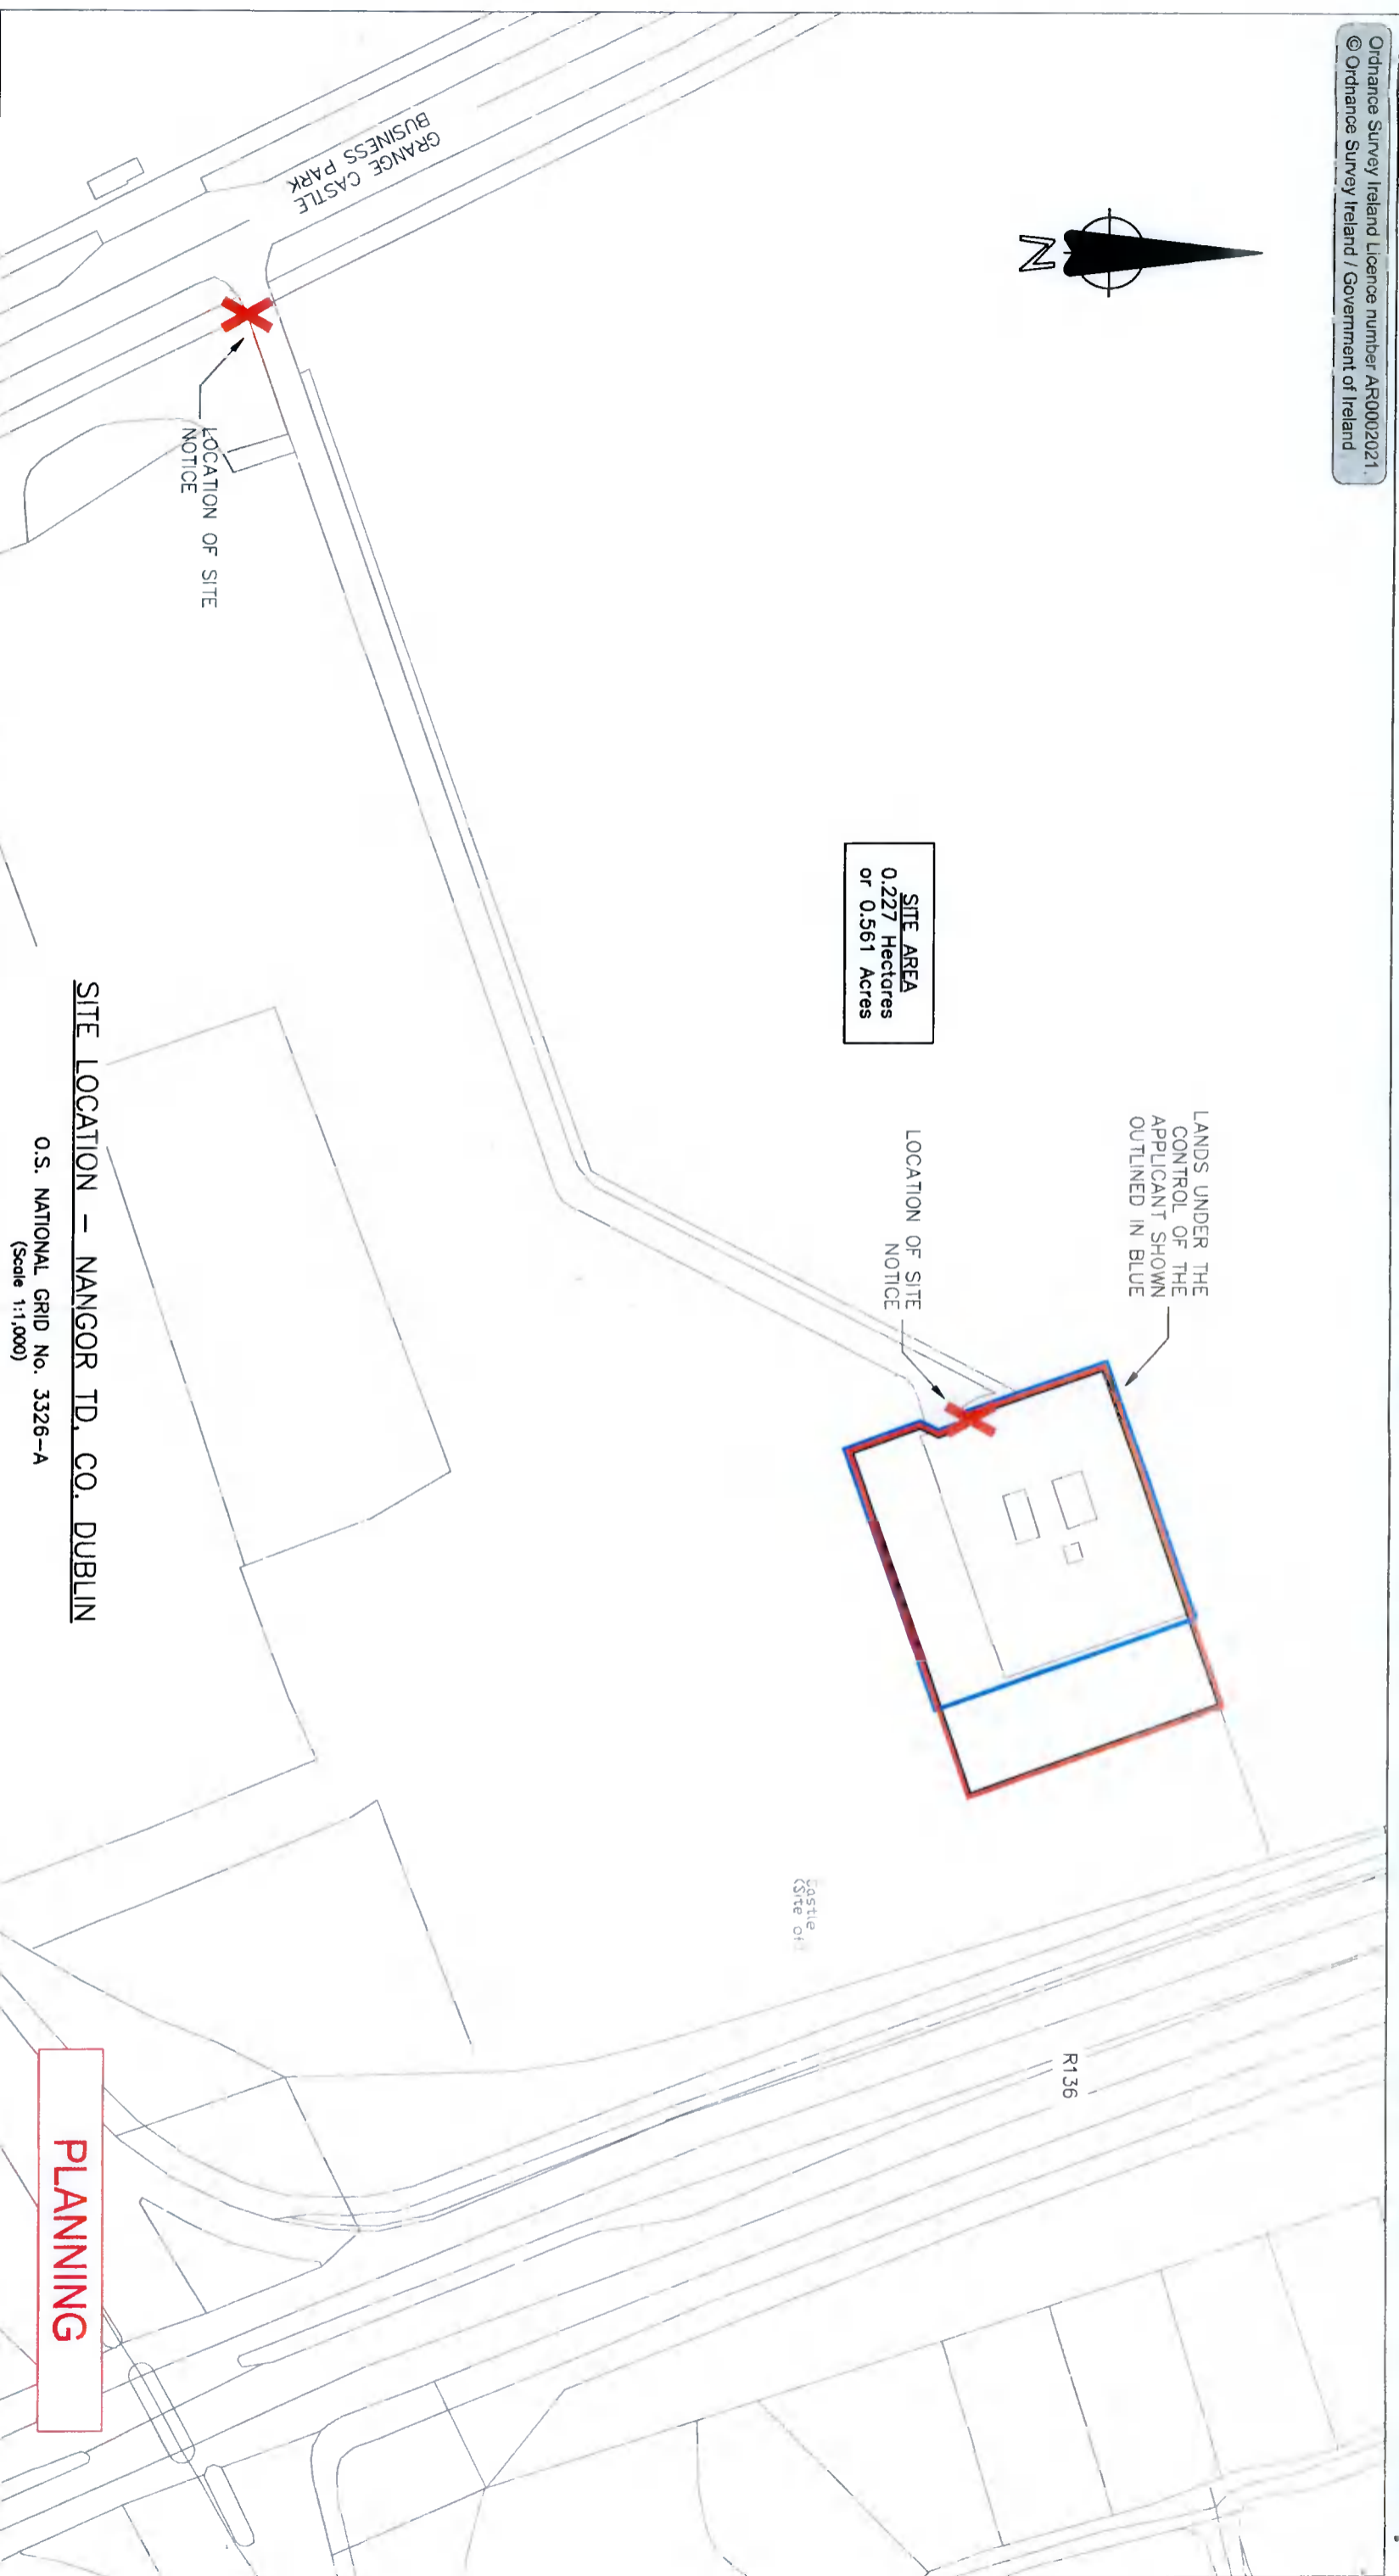 Ordnance Survey Ireland Licence number AR0002021.
© Ordnance Survey Ireland / Government of Ireland
N
GRANGE CASTLE
BUSINESS PARK
LOCATION OF SITE
NOTICE
SITE AREA
0.227 Hectares
or 0.561 Acres
LANDS UNDER THE
CONTROL OF THE
APPLICANT SHOWN
OUTLINED IN BLUE
LOCATION OF SITE
NOTICE
Castle
(Site of)
R136
SITE LOCATION – NANGOR TD, CO. DUBLIN
O.S. NATIONAL GRID No. 3326-A
(Scale 1:1,000)
PLANNING